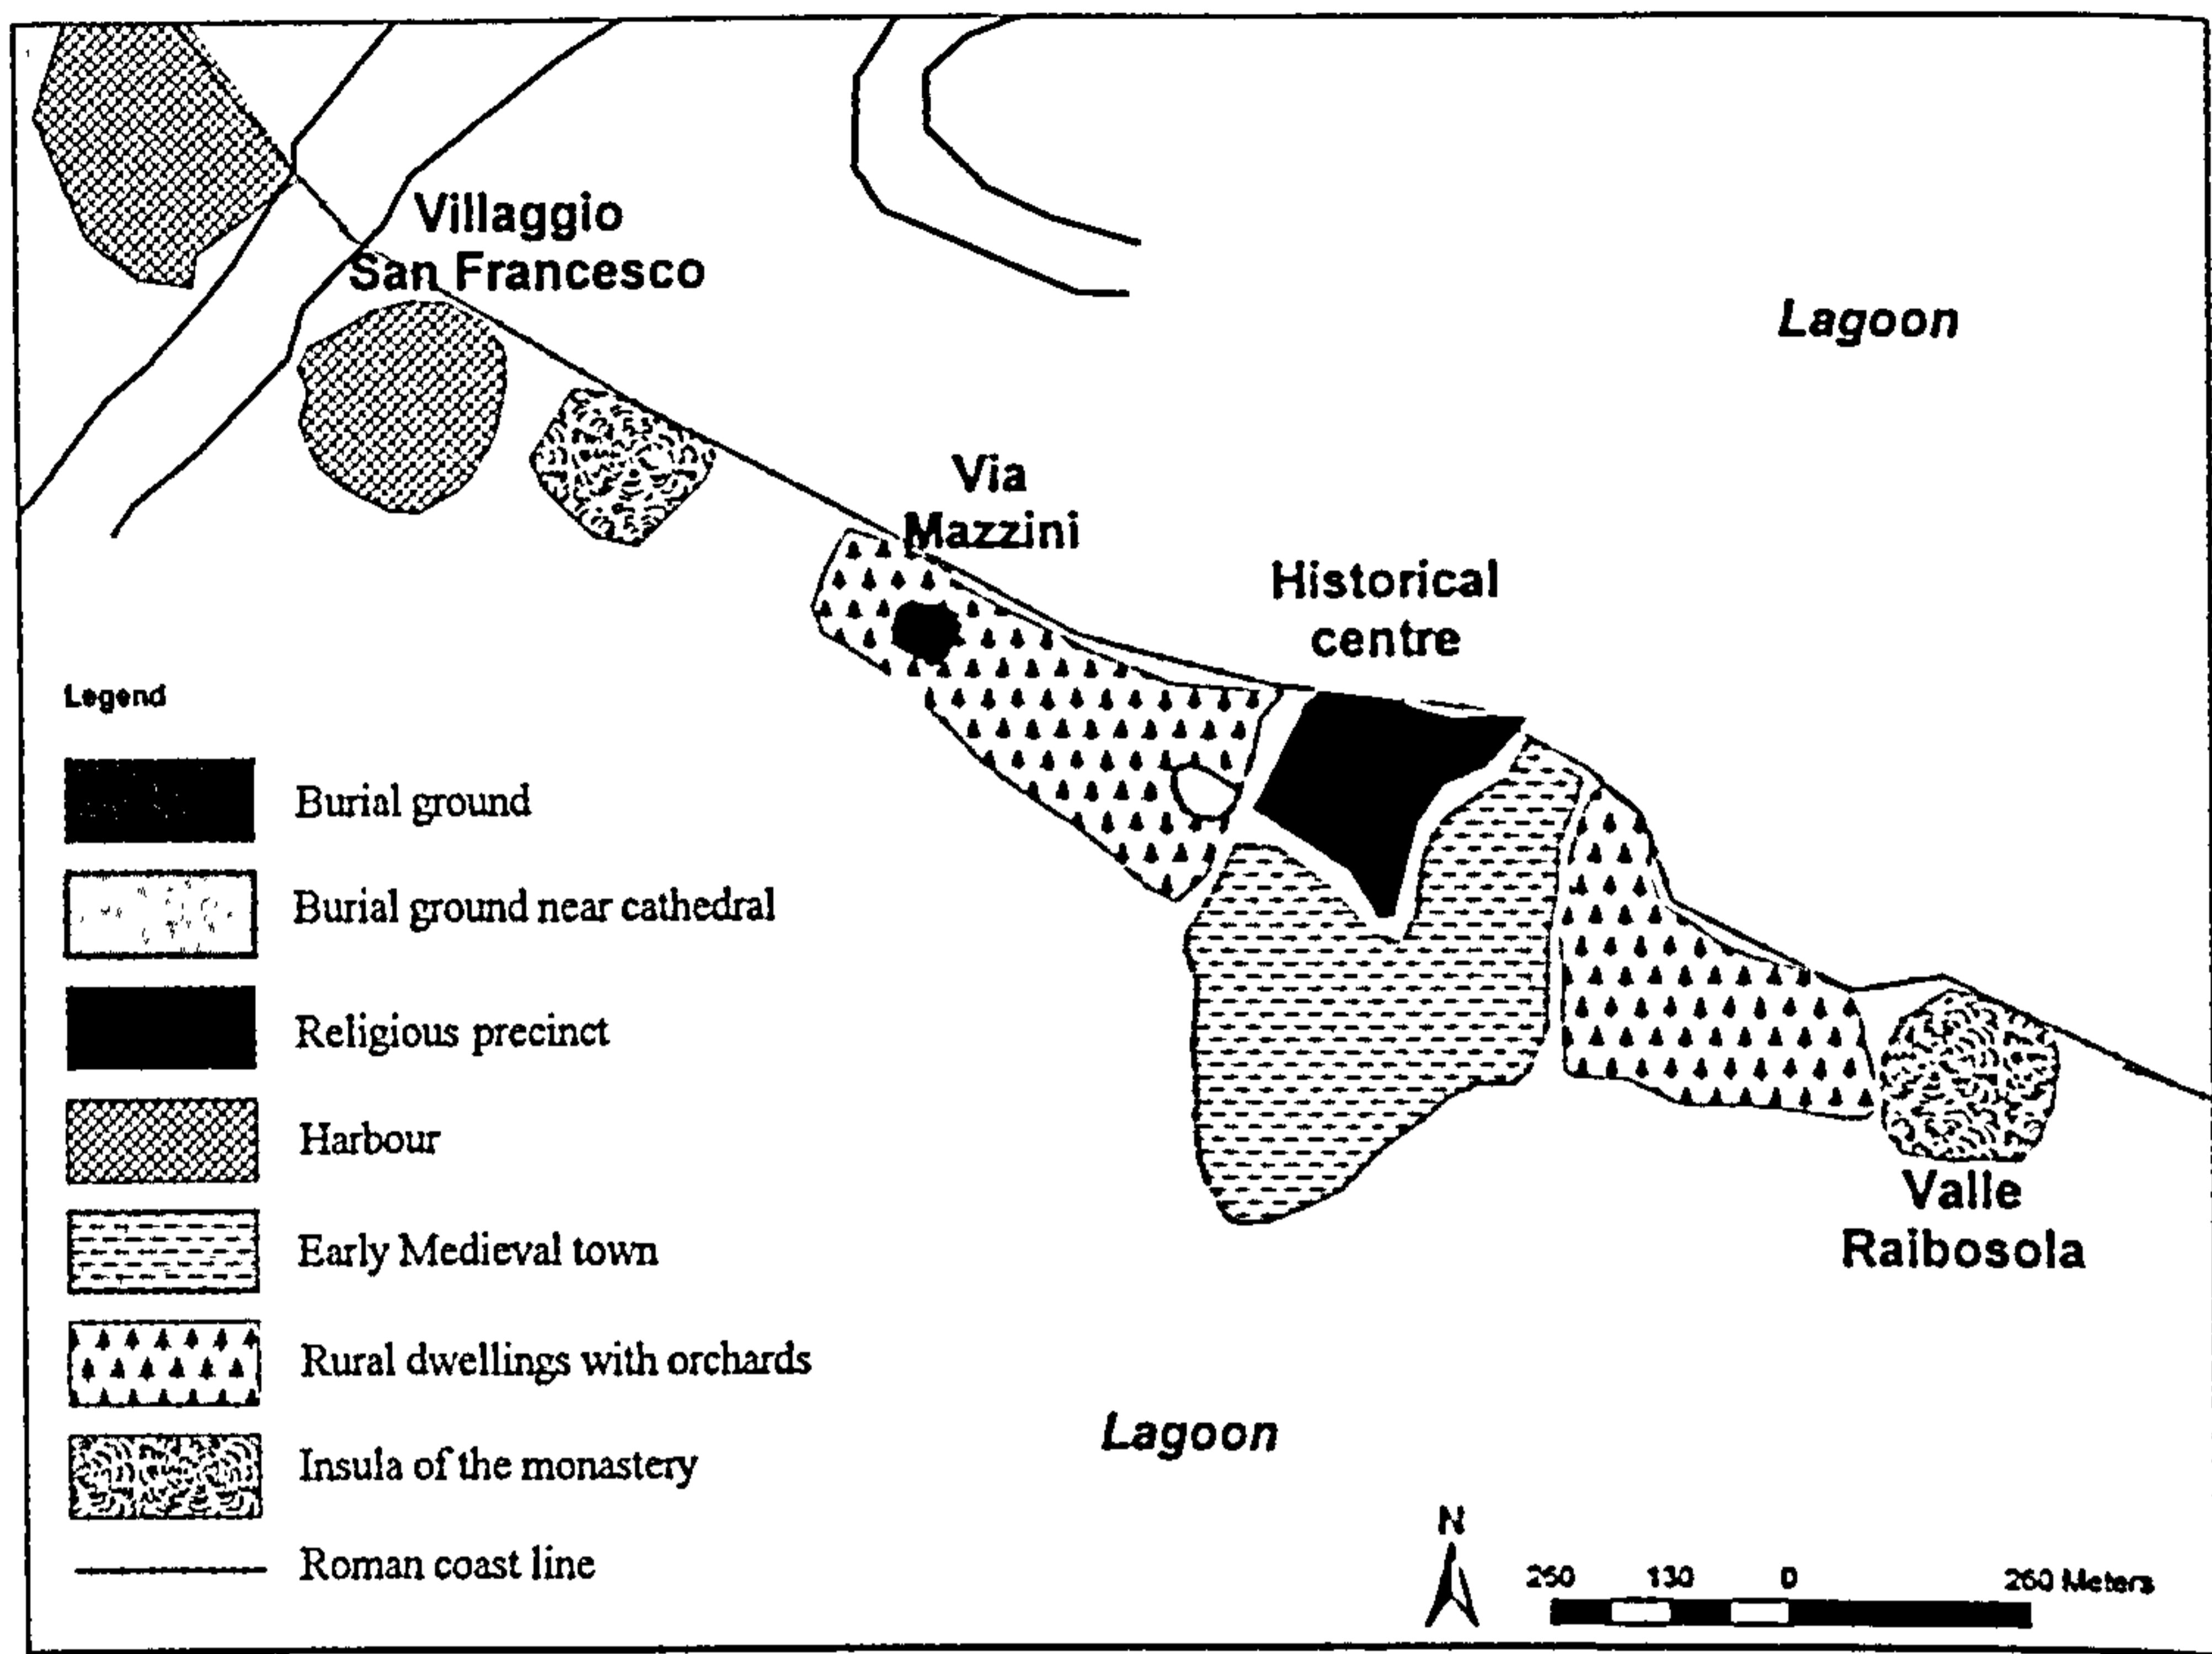 Villaggio
San Francesco
Lagoon
Via
Mazzini
Historical
centre
Legend
Burial ground
Burial ground near cathedral
Religious precinct
Harbour
Early Medieval town
Rural dwellings with orchards
Insula of the monastery
Roman coast line
Valle
Raibosola
Lagoon
N
260 130 0 260 Meters